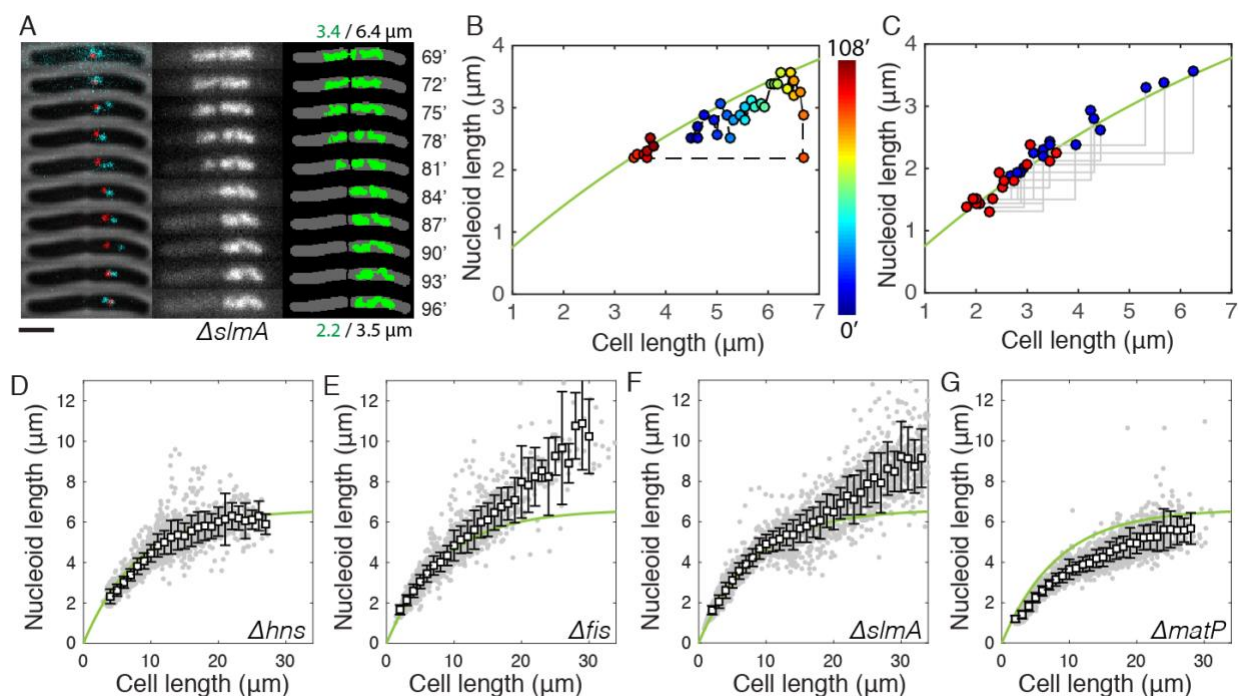 A
3.4 / 6.4 μm
69'
72'
75'
78'
81'
84'
87'
90'
93'
96'
ΔslmA
2.2 / 3.5 μm
B
Nucleoid length (μm)
4
3
2
1
0
1 2 3 4 5 6 7
Cell length (μm)
108'
0'
C
Nucleoid length (μm)
4
3
2
1
0
1 2 3 4 5 6 7
Cell length (μm)
D
Nucleoid length (μm)
12
10
8
6
4
2
0
0 10 20 30
Cell length (μm)
Δhns
E
Nucleoid length (μm)
12
10
8
6
4
2
0
0 10 20 30
Cell length (μm)
Δfis
F
Nucleoid length (μm)
12
10
8
6
4
2
0
0 10 20 30
Cell length (μm)
ΔslmA
G
Nucleoid length (μm)
12
10
8
6
4
2
0
0 10 20 30
Cell length (μm)
ΔmatP